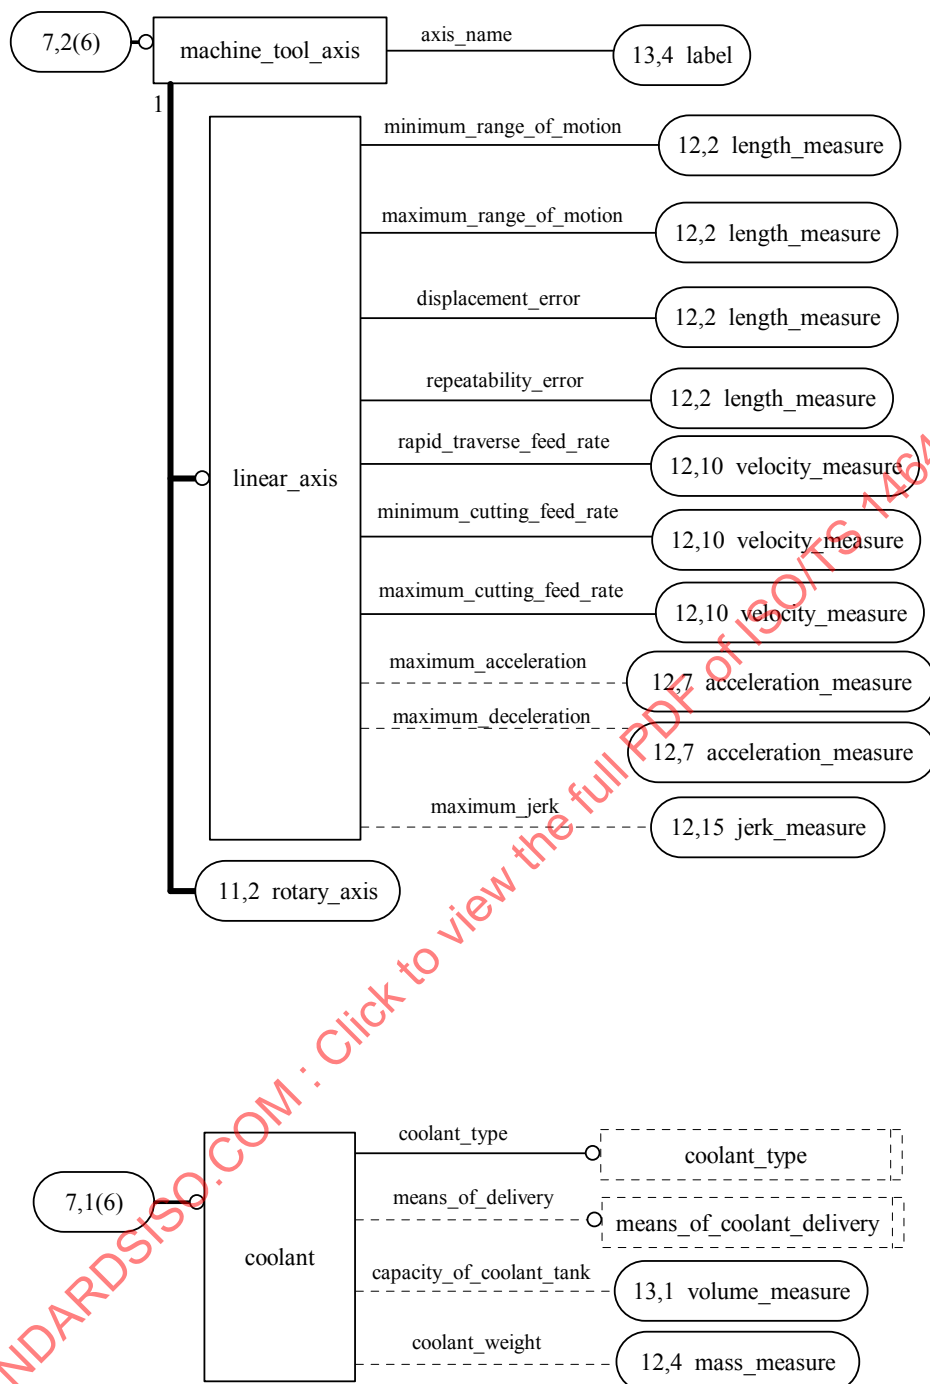 7,2(6)
machine_tool_axis
axis_name
13,4 label
1
linear_axis
minimum_range_of_motion
12,2 length_measure
maximum_range_of_motion
12,2 length_measure
displacement_error
12,2 length_measure
repeatability_error
12,2 length_measure
rapid_traverse_feed_rate
12,10 velocity_measure
minimum_cutting_feed_rate
12,10 velocity_measure
maximum_cutting_feed_rate
12,10 velocity_measure
maximum_acceleration
12,7 acceleration_measure
maximum_deceleration
12,7 acceleration_measure
maximum_jerk
12,15 jerk_measure
11,2 rotary_axis
7,1(6)
coolant
coolant_type
coolant_type
means_of_delivery
means_of_coolant_delivery
capacity_of_coolant_tank
13,1 volume_measure
coolant_weight
12,4 mass_measure
NDARDSISO.COM : Click to view the full PDF of ISO/TS 1464